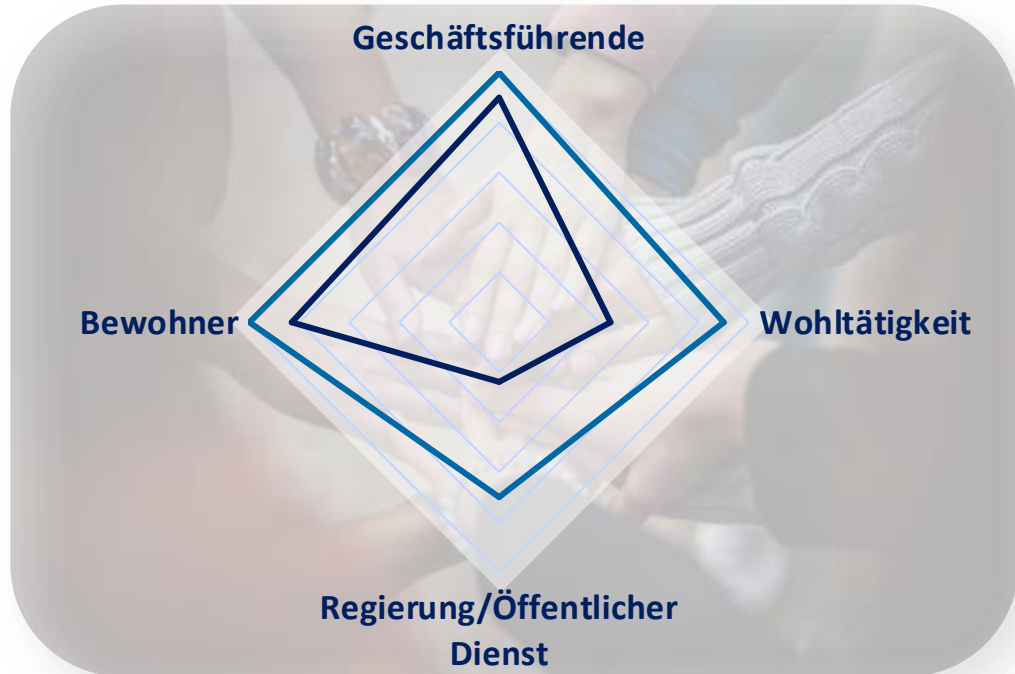 Geschäftsführende
Bewohner
Wohltätigkeit
Regierung/Öffentlicher
Dienst